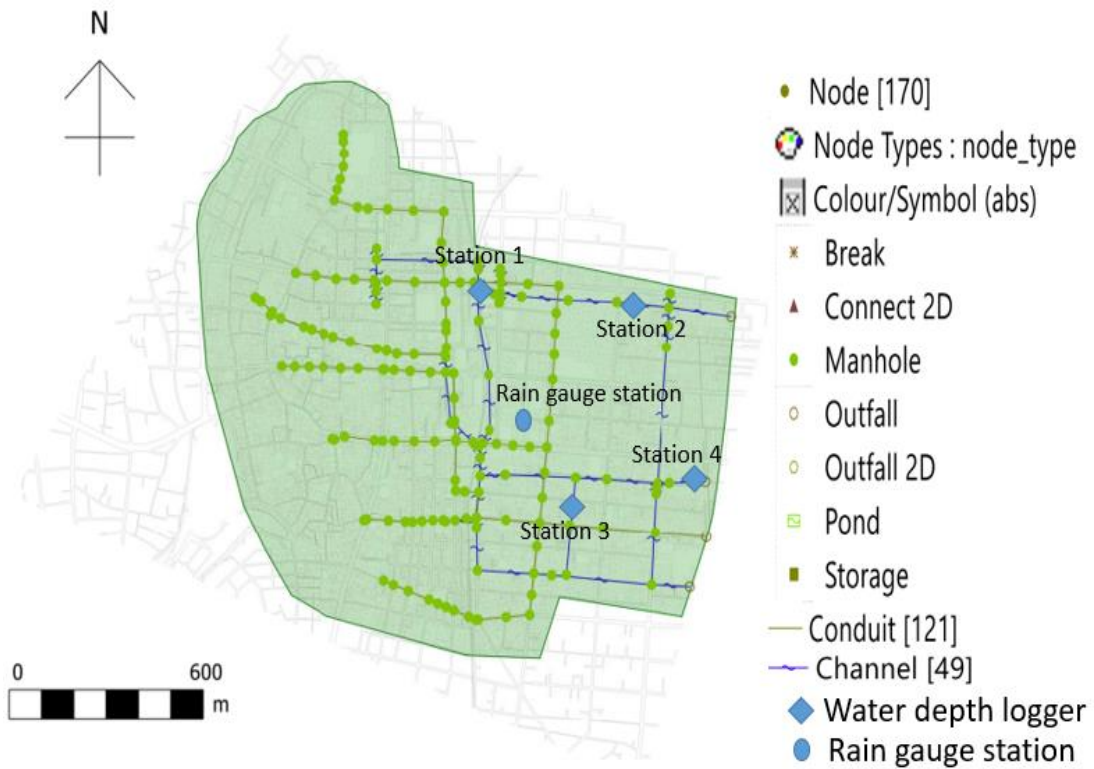 N
Station 1
Station 2
Rain gauge station
Station 4
Station 3
0 600
m
Node [170]
Node Types : node_type
Colour/Symbol (abs)
Break
Connect 2D
Manhole
Outfall
Outfall 2D
Pond
Storage
Conduit [121]
Channel [49]
Water depth logger
Rain gauge station